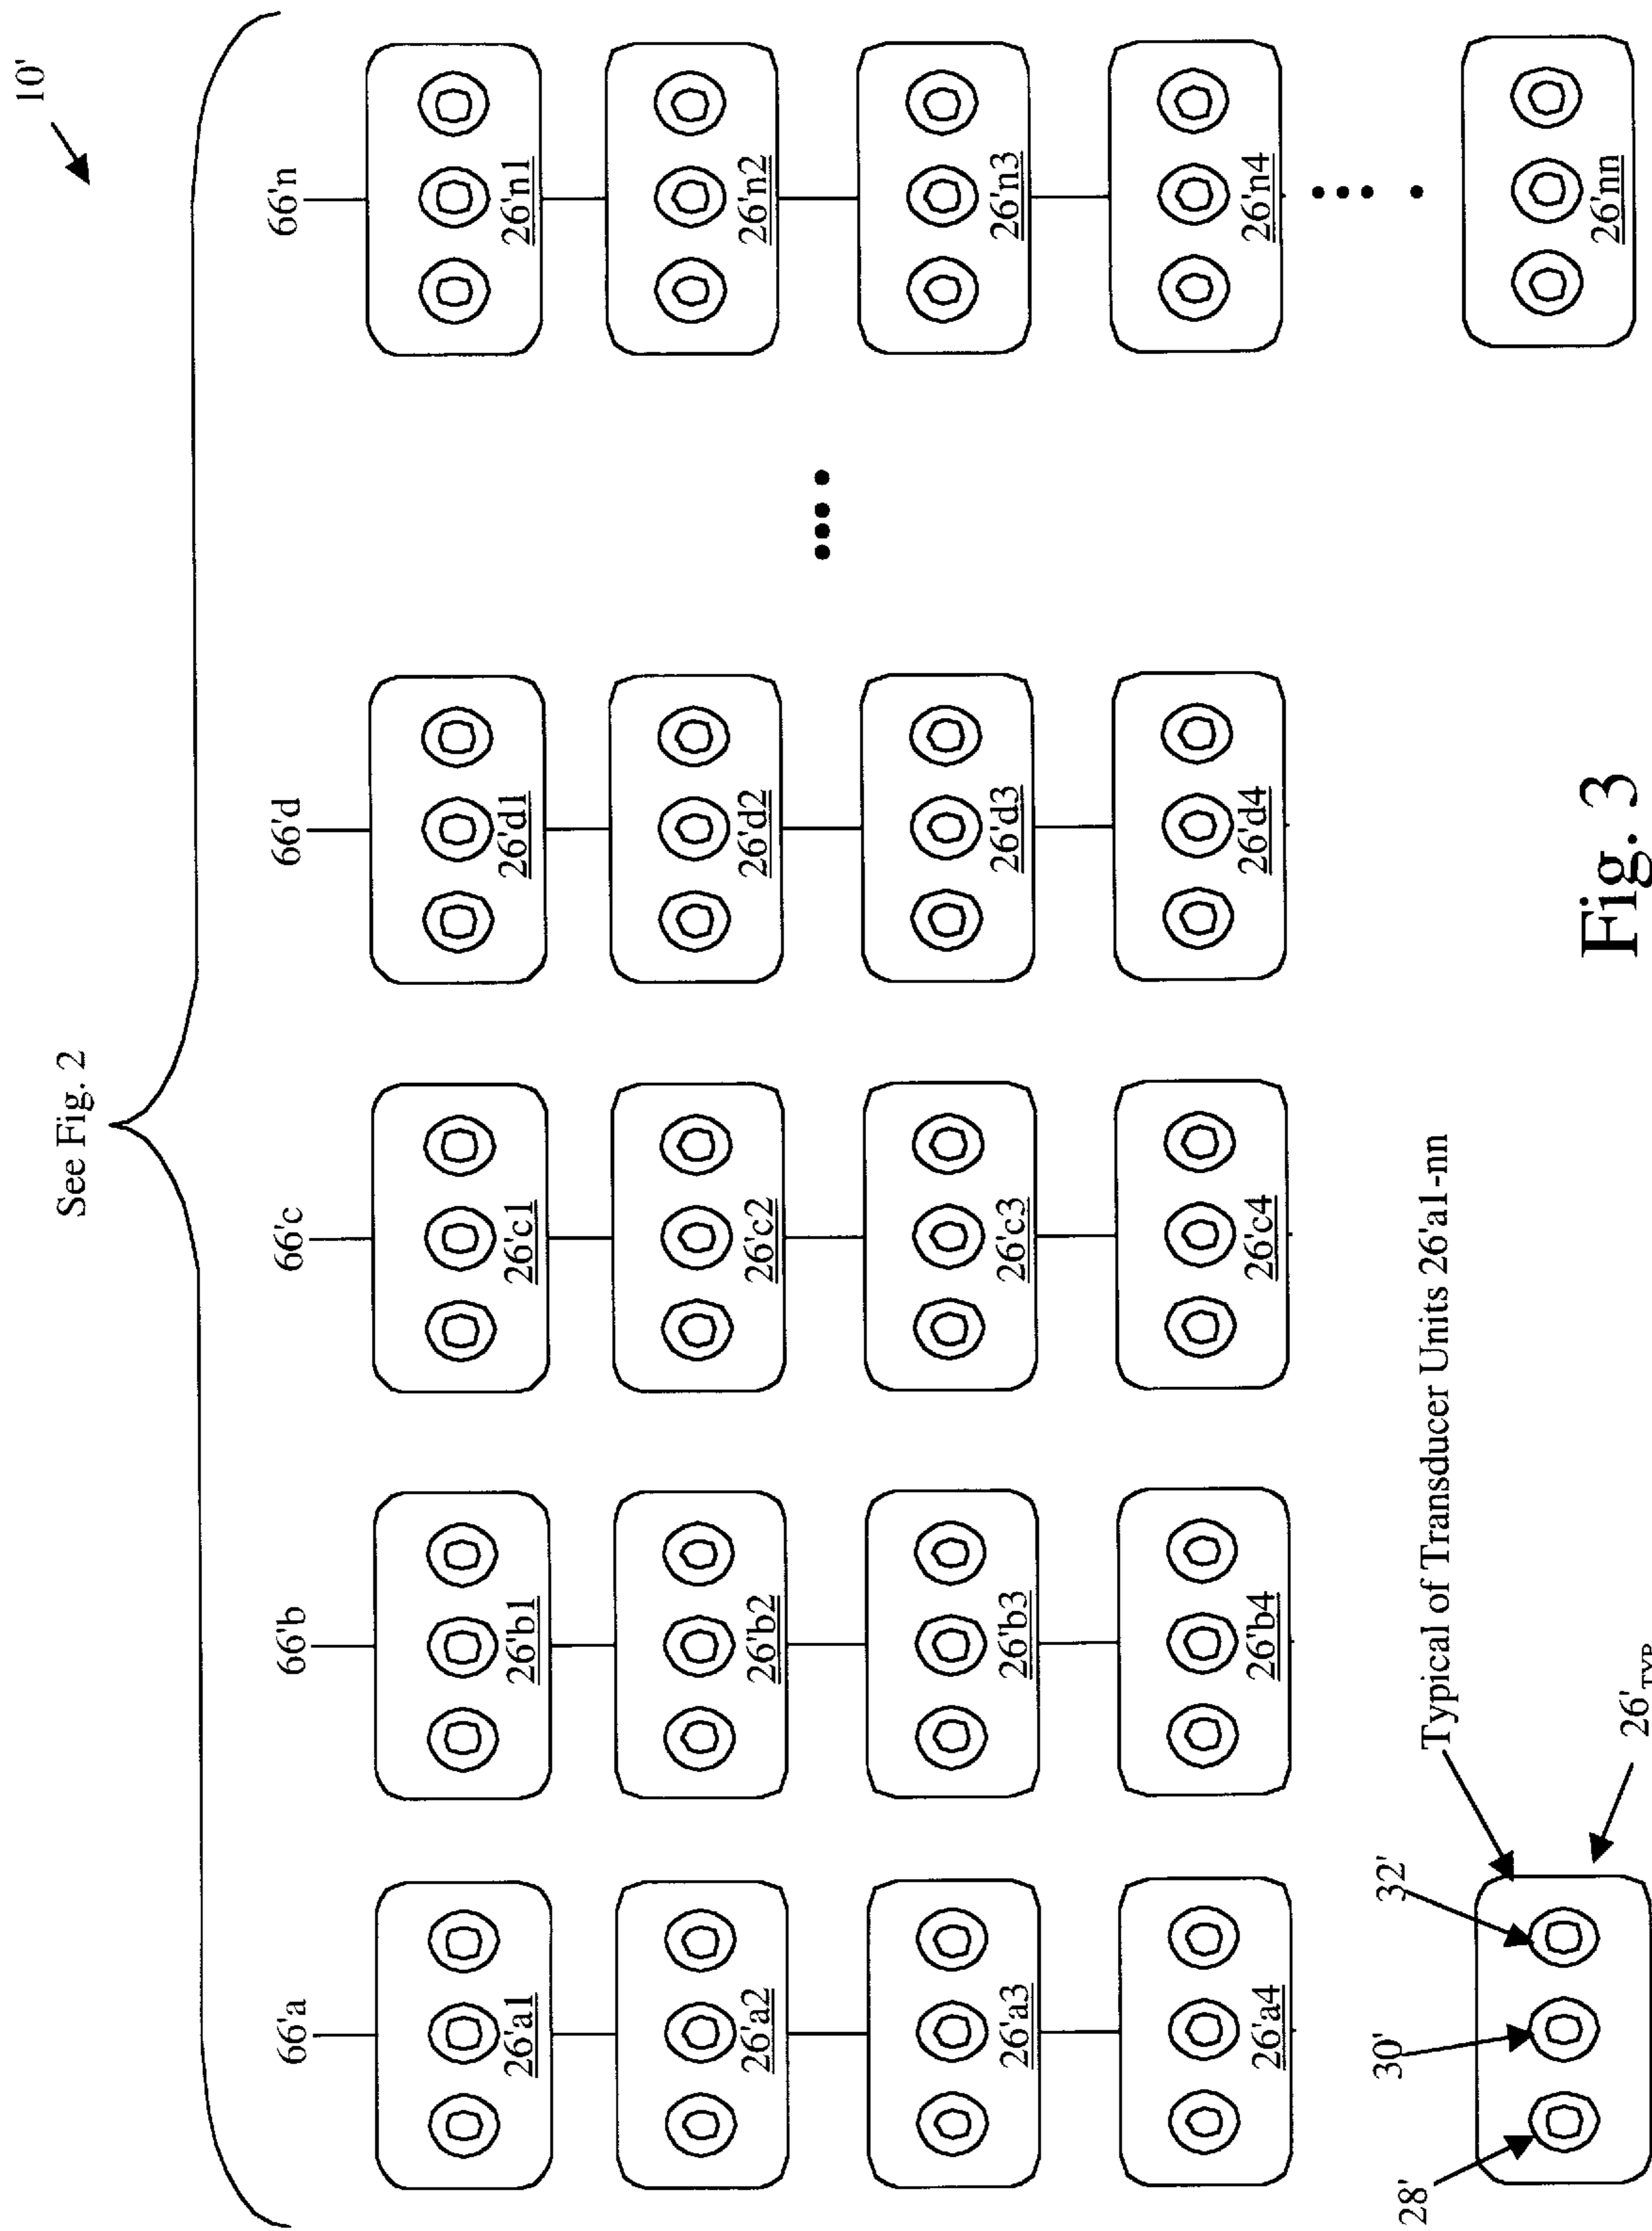 10'
See Fig. 2
66'a 66'b 66'c 66'd 66'n
26'a1 26'b1 26'c1 26'd1 26'n1
26'a2 26'b2 26'c2 26'd2 26'n2
26'a3 26'b3 26'c3 26'd3 26'n3
26'a4 26'b4 26'c4 26'd4 26'n4
28' 30' 32'
Typical of Transducer Units 26'a1-nn
26'nn
26'TYP
Fig. 3